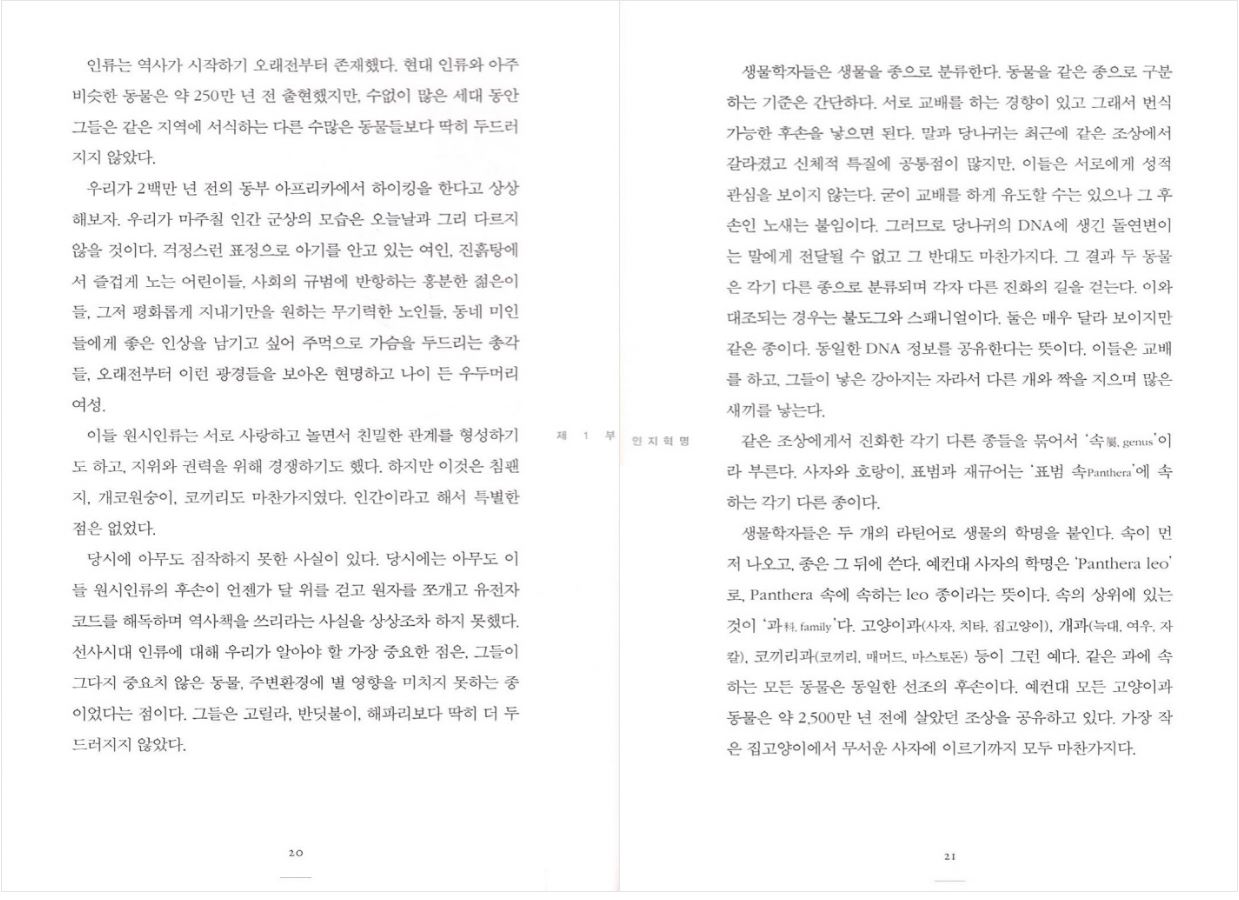 인류는 역사가 시작하기 오래전부터 존재했다. 현대 인류와 아주
비슷한 동물은 약 250만 년 전 출현했지만, 수없이 많은 세대 동안
그들은 같은 지역에 서식하는 다른 수많은 동물들보다 딱히 두드러
지지 않았다.
우리가 2백만 년 전의 동부 아프리카에서 하이킹을 한다고 상상
해보자. 우리가 마주칠 인간 군상의 모습은 오늘날과 그리 다르지
않을 것이다. 걱정스런 표정으로 아기를 안고 있는 여인, 진흙탕에
서 즐겁게 노는 어린이들, 사회의 규범에 반항하는 흥분한 젊은이
들, 그저 평화롭게 지내기만을 원하는 무기력한 노인들, 동네 미인
들에게 좋은 인상을 남기고 싶어 주먹으로 가슴을 두드리는 총각
들, 오래전부터 이런 광경들을 보아온 현명하고 나이 든 우두머리
여성.
이들 원시인류는 서로 사랑하고 놀면서 친밀한 관계를 형성하기
도 하고, 지위와 권력을 위해 경쟁하기도 했다. 하지만 이것은 침팬
지, 개코원숭이, 코끼리도 마찬가지였다. 인간이라고 해서 특별한
점은 없었다.
당시에 아무도 짐작하지 못한 사실이 있다. 당시에는 아무도 이
들 원시인류의 후손이 언젠가 달 위를 걷고 원자를 쪼개고 유전자
코드를 해독하며 역사책을 쓰리라는 사실을 상상조차 하지 못했다.
선사시대 인류에 대해 우리가 알아야 할 가장 중요한 점은, 그들이
그다지 중요치 않은 동물, 주변환경에 별 영향을 미치지 못하는 종
이었다는 점이다. 그들은 고릴라, 반딧불이, 해파리보다 딱히 더 두
드러지지 않았다.
20
제 1 부
인지혁명
생물학자들은 생물을 종으로 분류한다. 동물을 같은 종으로 구분
하는 기준은 간단하다. 서로 교배를 하는 경향이 있고 그래서 번식
가능한 후손을 낳으면 된다. 말과 당나귀는 최근에 같은 조상에서
갈라졌고 신체적 특질에 공통점이 많지만, 이들은 서로에게 성적
관심을 보이지 않는다. 굳이 교배를 하게 유도할 수는 있으나 그 후
손인 노새는 불임이다. 그러므로 당나귀의 DNA에 생긴 돌연변이
는 말에게 전달될 수 없고 그 반대도 마찬가지다. 그 결과 두 동물
은 각기 다른 종으로 분류되며 각자 다른 진화의 길을 걷는다. 이와
대조되는 경우는 불도그와 스패니얼이다. 둘은 매우 달라 보이지만
같은 종이다. 동일한 DNA 정보를 공유한다는 뜻이다. 이들은 교배
를 하고, 그들이 낳은 강아지는 자라서 다른 개와 짝을 지으며 많은
새끼를 낳는다.
같은 조상에게서 진화한 각기 다른 종들을 묶어서 ‘속屬, genus’이
라 부른다. 사자와 호랑이, 표범과 재규어는 ‘표범 속Panthera’에 속
하는 각기 다른 종이다.
생물학자들은 두 개의 라틴어로 생물의 학명을 붙인다. 속이 먼
저 나오고, 종은 그 뒤에 쓴다. 예컨대 사자의 학명은 ‘Panthera leo’
로, Panthera 속에 속하는 leo 종이라는 뜻이다. 속의 상위에 있는
것이 ‘과科, family’다. 고양이과(사자, 치타, 집고양이), 개과(늑대, 여우, 자
칼), 코끼리과(코끼리, 매머드, 마스토돈) 등이 그런 예다. 같은 과에 속
하는 모든 동물은 동일한 선조의 후손이다. 예컨대 모든 고양이과
동물은 약 2,500만 년 전에 살았던 조상을 공유하고 있다. 가장 작
은 집고양이에서 무서운 사자에 이르기까지 모두 마찬가지다.
21